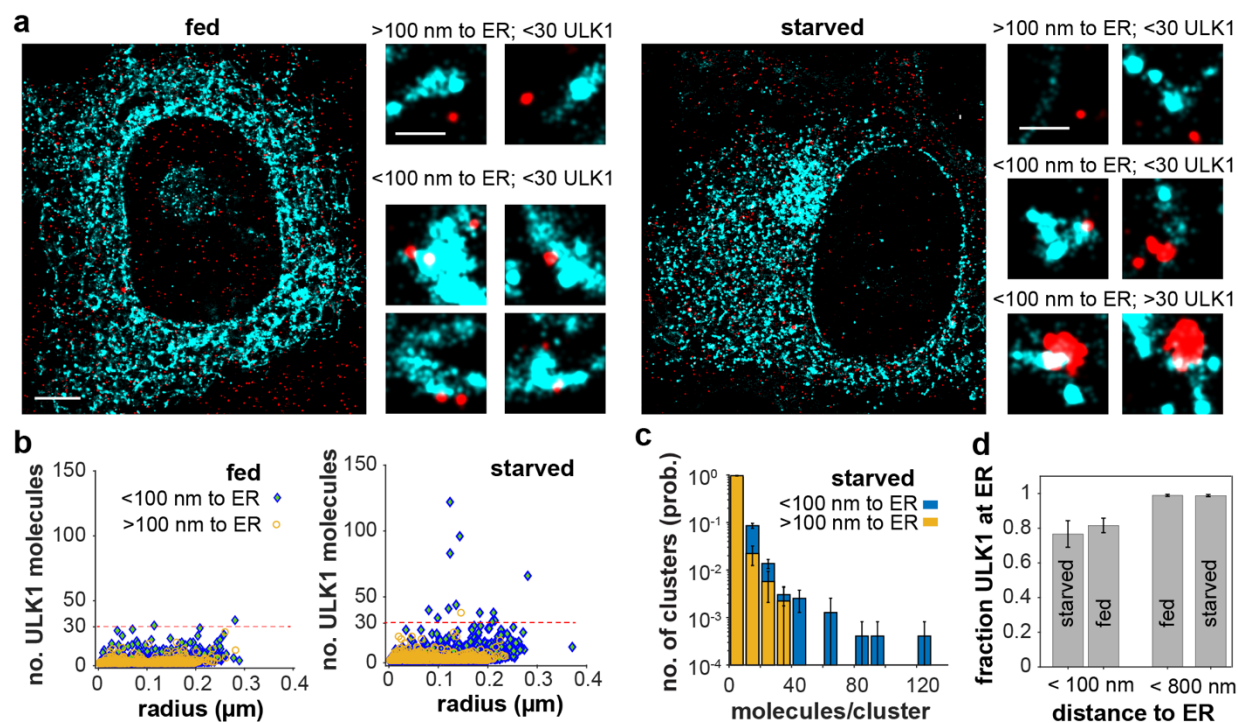 a
fed
>100 nm to ER; <30 ULK1
<100 nm to ER; <30 ULK1
starved
>100 nm to ER; <30 ULK1
<100 nm to ER; <30 ULK1
<100 nm to ER; >30 ULK1
b
no. ULK1 molecules
150
100
50
30
0
fed
<100 nm to ER
>100 nm to ER
0
0.1
0.2
0.3
0.4
radius (µm)
no. ULK1 molecules
150
100
50
30
0
starved
0
0.1
0.2
0.3
0.4
radius (µm)
c
no. of clusters (prob.)
10⁰
10⁻¹
10⁻²
10⁻³
10⁻⁴
starved
<100 nm to ER
>100 nm to ER
0
40
80
120
molecules/cluster
d
fraction ULK1 at ER
1
0.8
0.6
0.4
0.2
0
starved
fed
fed
starved
< 100 nm
< 800 nm
distance to ER